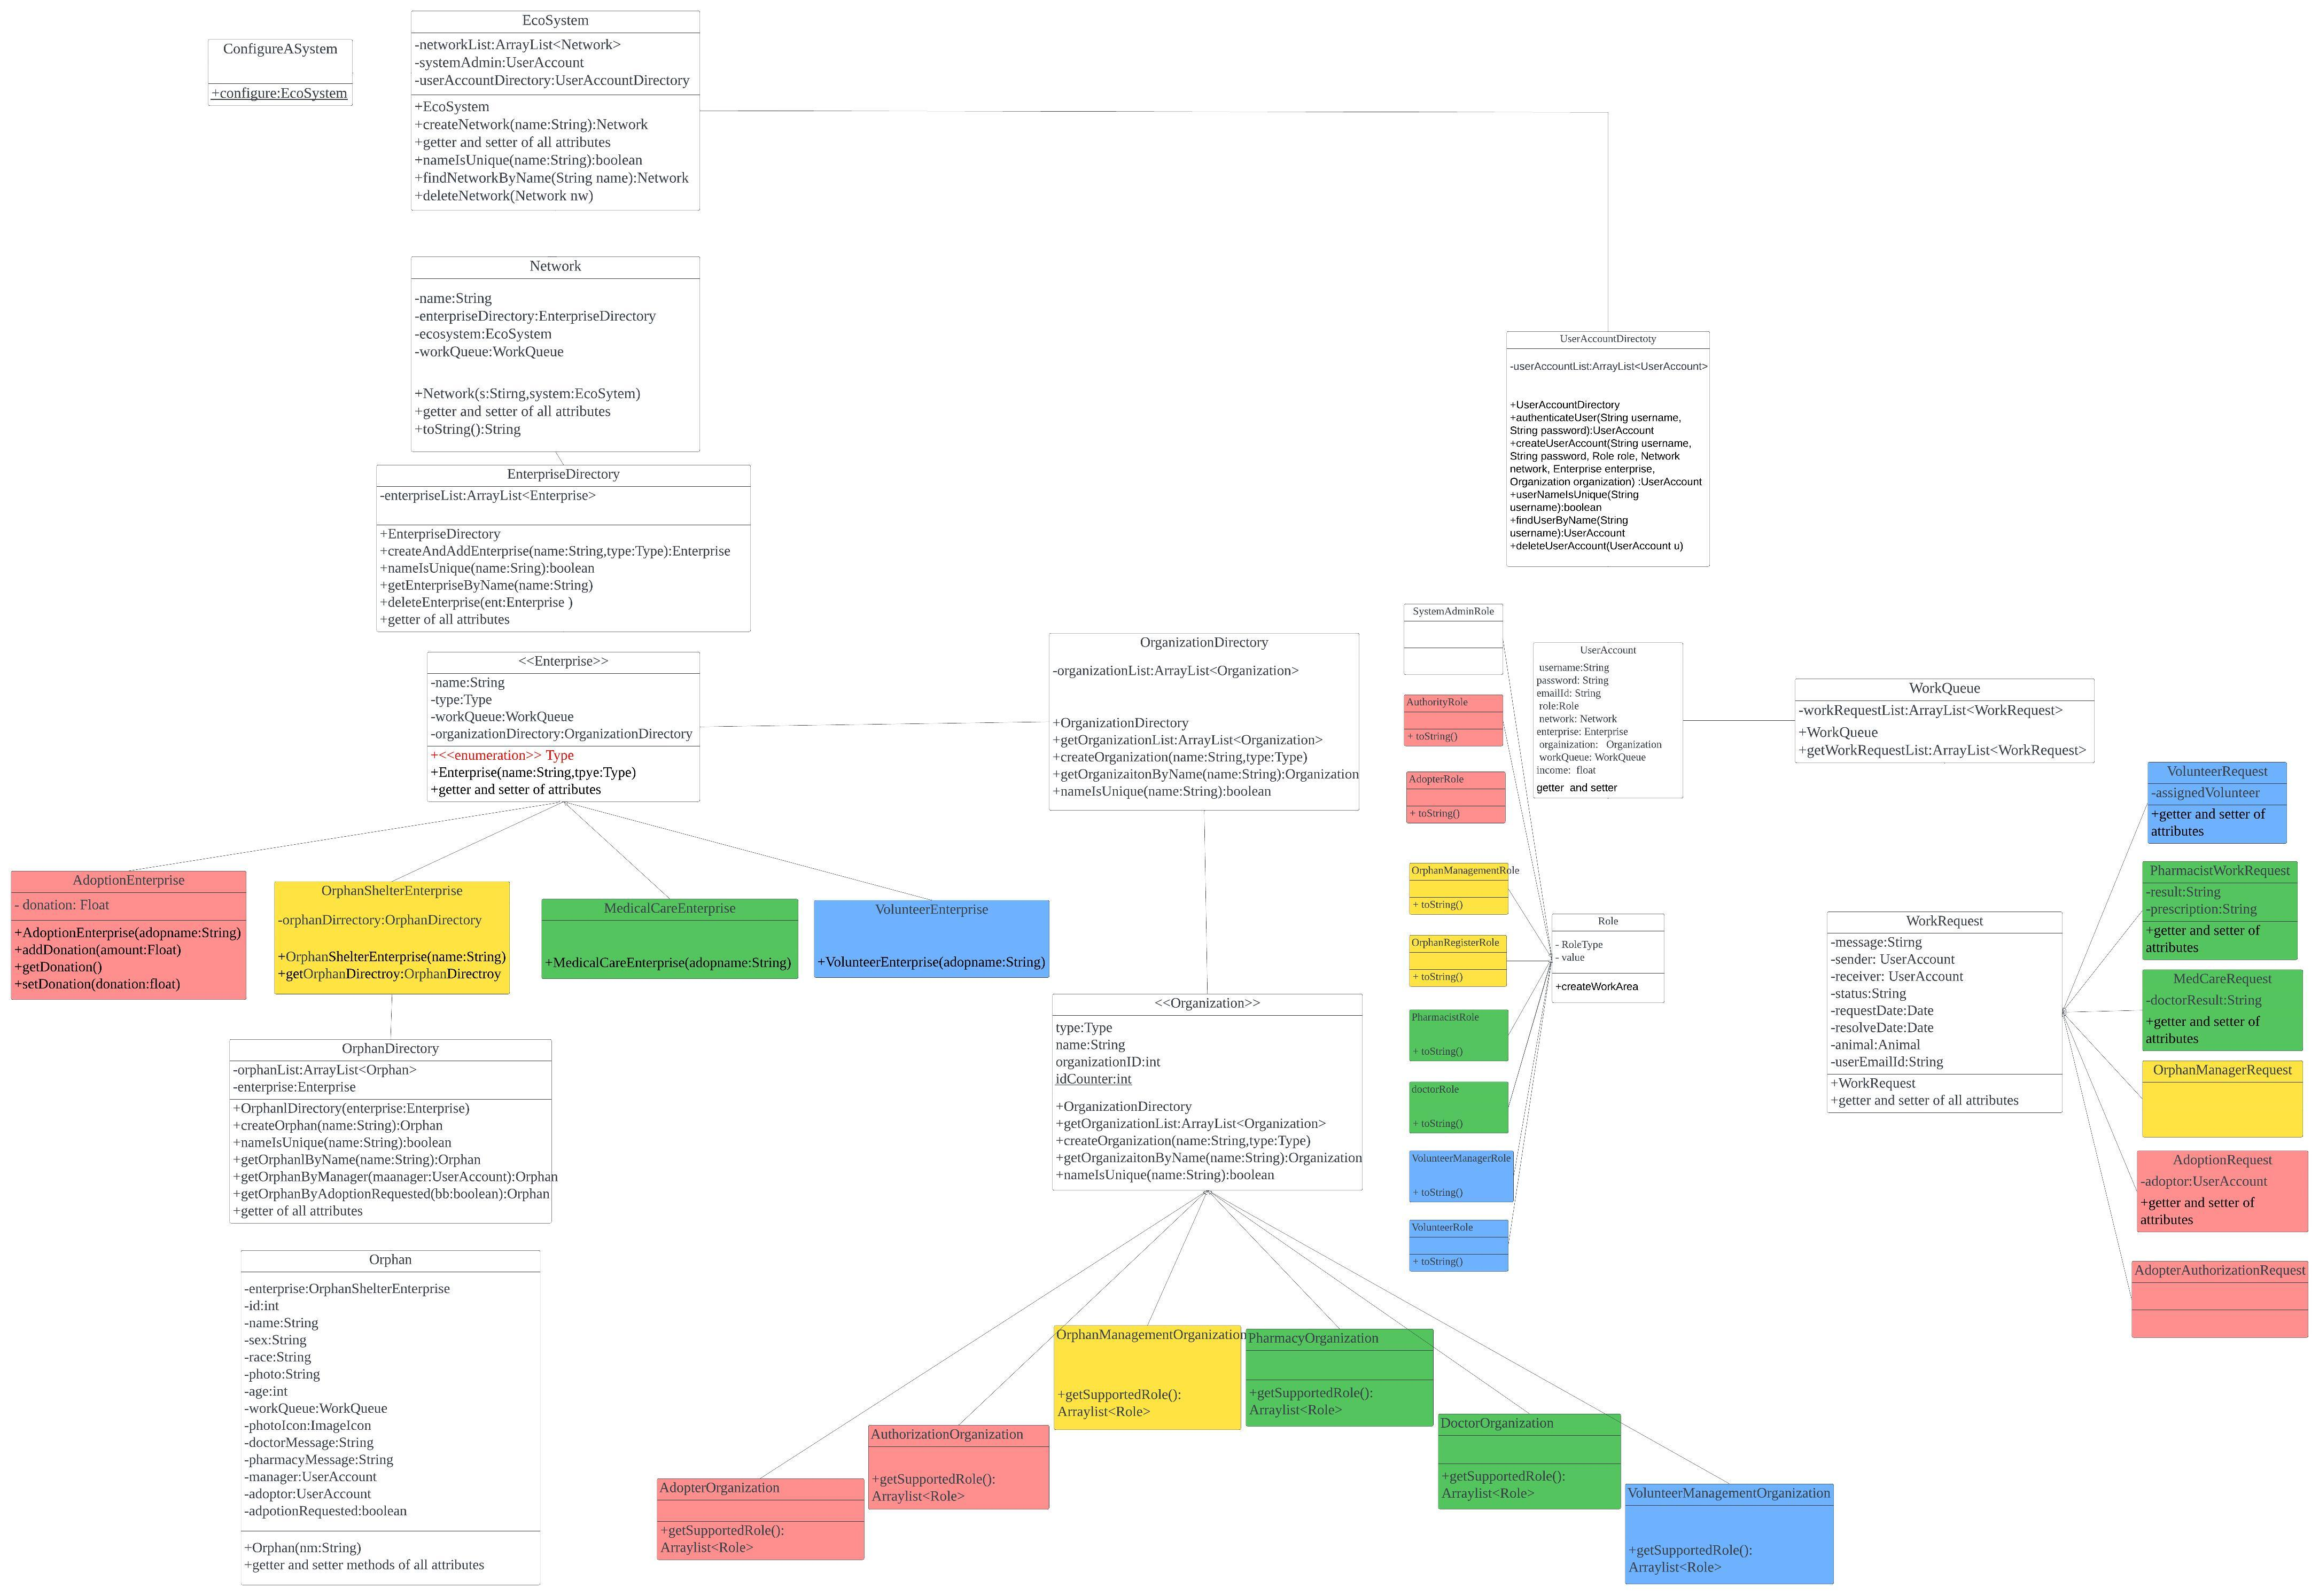 ConfigureASystem
+configure:EcoSystem
EcoSystem
-networkList:ArrayList<Network>
-systemAdmin:UserAccount
-userAccountDirectory:UserAccountDirectory
+EcoSystem
+createNetwork(name:String):Network
+getter and setter of all attributes
+nameIsUnique(name:String):boolean
+findNetworkByName(String name):Network
+deleteNetwork(Network nw)
Network
-name:String
-enterpriseDirectory:EnterpriseDirectory
-ecosystem:EcoSystem
-workQueue:WorkQueue
+Network(s:Stirng,system:EcoSytem)
+getter and setter of all attributes
+toString():String
EnterpriseDirectory
-enterpriseList:ArrayList<Enterprise>
+EnterpriseDirectory
+createAndAddEnterprise(name:String,type:Type):Enterprise
+nameIsUnique(name:Sring):boolean
+getEnterpriseByName(name:String)
+deleteEnterprise(ent:Enterprise )
+getter of all attributes
<<Enterprise>>
-name:String
-type:Type
-workQueue:WorkQueue
-organizationDirectory:OrganizationDirectory
+<<enumeration>> Type
+Enterprise(name:String,tpye:Type)
+getter and setter of attributes
AdoptionEnterprise
- donation: Float
+AdoptionEnterprise(adopname:String)
+addDonation(amount:Float)
+getDonation()
+setDonation(donation:float)
OrphanShelterEnterprise
-orphanDirrectory:OrphanDirectory
+OrphanShelterEnterprise(name:String)
+getOrphanDirectroy:OrphanDirectroy
MedicalCareEnterprise
+MedicalCareEnterprise(adopname:String)
VolunteerEnterprise
+VolunteerEnterprise(adopname:String)
OrphanDirectory
-orphanList:ArrayList<Orphan>
-enterprise:Enterprise
+OrphanlDirectory(enterprise:Enterprise)
+createOrphan(name:String):Orphan
+nameIsUnique(name:String):boolean
+getOrphanlByName(name:String):Orphan
+getOrphanByManager(maanager:UserAccount):Orphan
+getOrphanByAdoptionRequested(bb:boolean):Orphan
+getter of all attributes
Orphan
-enterprise:OrphanShelterEnterprise
-id:int
-name:String
-sex:String
-race:String
-photo:String
-age:int
-workQueue:WorkQueue
-photoIcon:ImageIcon
-doctorMessage:String
-pharmacyMessage:String
-manager:UserAccount
-adoptor:UserAccount
-adpotionRequested:boolean
+Orphan(nm:String)
+getter and setter methods of all attributes
OrganizationDirectory
-organizationList:ArrayList<Organization>
+OrganizationDirectory
+getOrganizationList:ArrayList<Organization>
+createOrganization(name:String,type:Type)
+getOrganizaitonByName(name:String):Organization
+nameIsUnique(name:String):boolean
<<Organization>>
type:Type
name:String
organizationID:int
idCounter:int
+OrganizationDirectory
+getOrganizationList:ArrayList<Organization>
+createOrganization(name:String,type:Type)
+getOrganizaitonByName(name:String):Organization
+nameIsUnique(name:String):boolean
AdopterOrganization
+getSupportedRole():
Arraylist<Role>
AuthorizationOrganization
+getSupportedRole():
Arraylist<Role>
OrphanManagementOrganization
+getSupportedRole():
Arraylist<Role>
PharmacyOrganization
+getSupportedRole():
Arraylist<Role>
DoctorOrganization
+getSupportedRole():
Arraylist<Role>
VolunteerManagementOrganization
+getSupportedRole():
Arraylist<Role>
UserAccountDirectoty
-userAccountList:ArrayList<UserAccount>
+UserAccountDirectory
+authenticateUser(String username,
String password):UserAccount
+createUserAccount(String username,
String password, Role role, Network
network, Enterprise enterprise,
Organization organization) :UserAccount
+userNameIsUnique(String
username):boolean
+findUserByName(String
username):UserAccount
+deleteUserAccount(UserAccount u)
SystemAdminRole
AuthorityRole
+ toString()
AdopterRole
+ toString()
OrphanManagementRole
+ toString()
OrphanRegisterRole
+ toString()
PharmacistRole
+ toString()
doctorRole
+ toString()
VolunteerManagerRole
+ toString()
VolunteerRole
+ toString()
UserAccount
username:String
password: String
emailId: String
role:Role
network: Network
enterprise: Enterprise
orgainization: Organization
workQueue: WorkQueue
income: float
getter and setter
Role
- RoleType
- value
+createWorkArea
WorkQueue
-workRequestList:ArrayList<WorkRequest>
+WorkQueue
+getWorkRequestList:ArrayList<WorkRequest>
WorkRequest
-message:Stirng
-sender: UserAccount
-receiver: UserAccount
-status:String
-requestDate:Date
-resolveDate:Date
-animal:Animal
-userEmailId:String
+WorkRequest
+getter and setter of all attributes
VolunteerRequest
-assignedVolunteer
+getter and setter of
attributes
PharmacistWorkRequest
-result:String
-prescription:String
+getter and setter of
attributes
MedCareRequest
-doctorResult:String
+getter and setter of
attributes
OrphanManagerRequest
AdoptionRequest
-adoptor:UserAccount
+getter and setter of
attributes
AdopterAuthorizationRequest